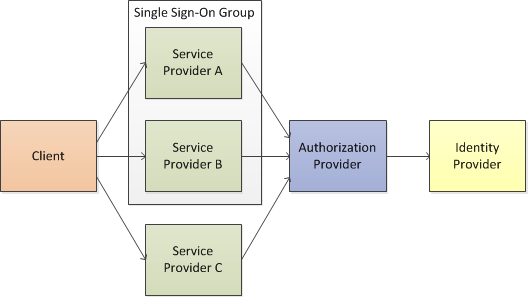 Single Sign-On Group
Service
Provider A
Client
Service
Provider B
Authorization
Provider
Identity
Provider
Service
Provider C